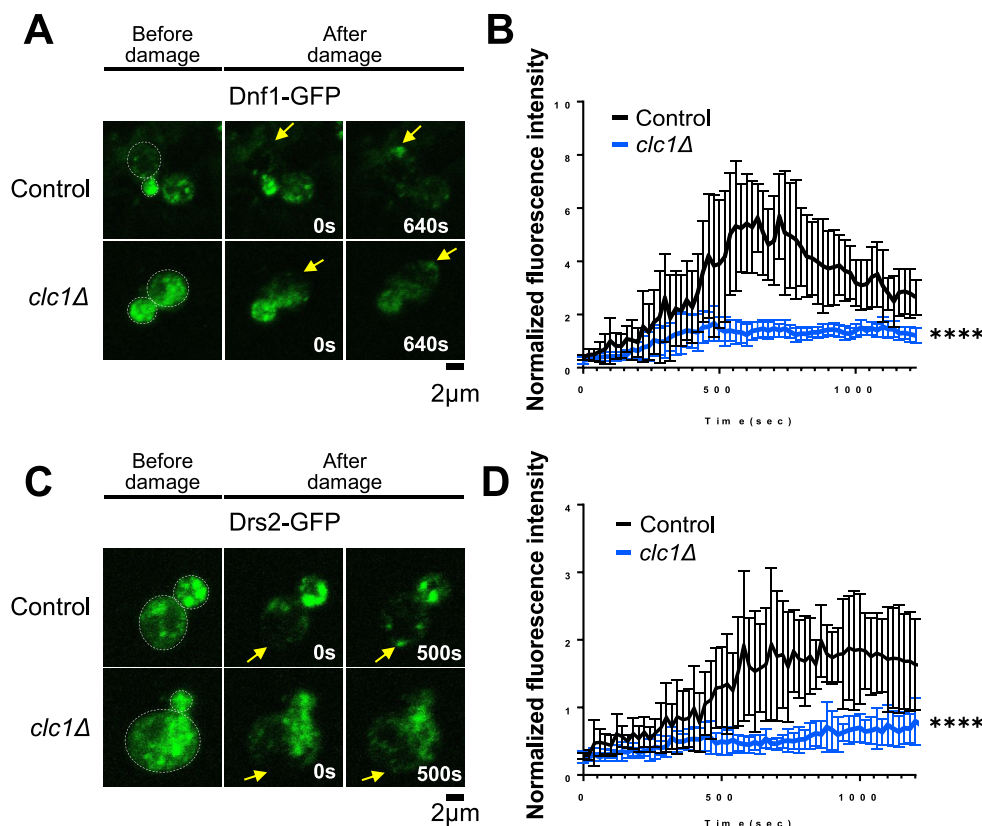 A
Before damage
After damage
Dnf1-GFP
Control
0s
640s
clc1Δ
0s
640s
2μm
B
Normalized fluorescence intensity
Control
clc1Δ
10
8
6
4
2
0
0
500
1000
Time(sec)
****
C
Before damage
After damage
Drs2-GFP
Control
0s
500s
clc1Δ
0s
500s
2μm
D
Normalized fluorescence intensity
Control
clc1Δ
4
3
2
1
0
0
500
1000
Time(sec)
****